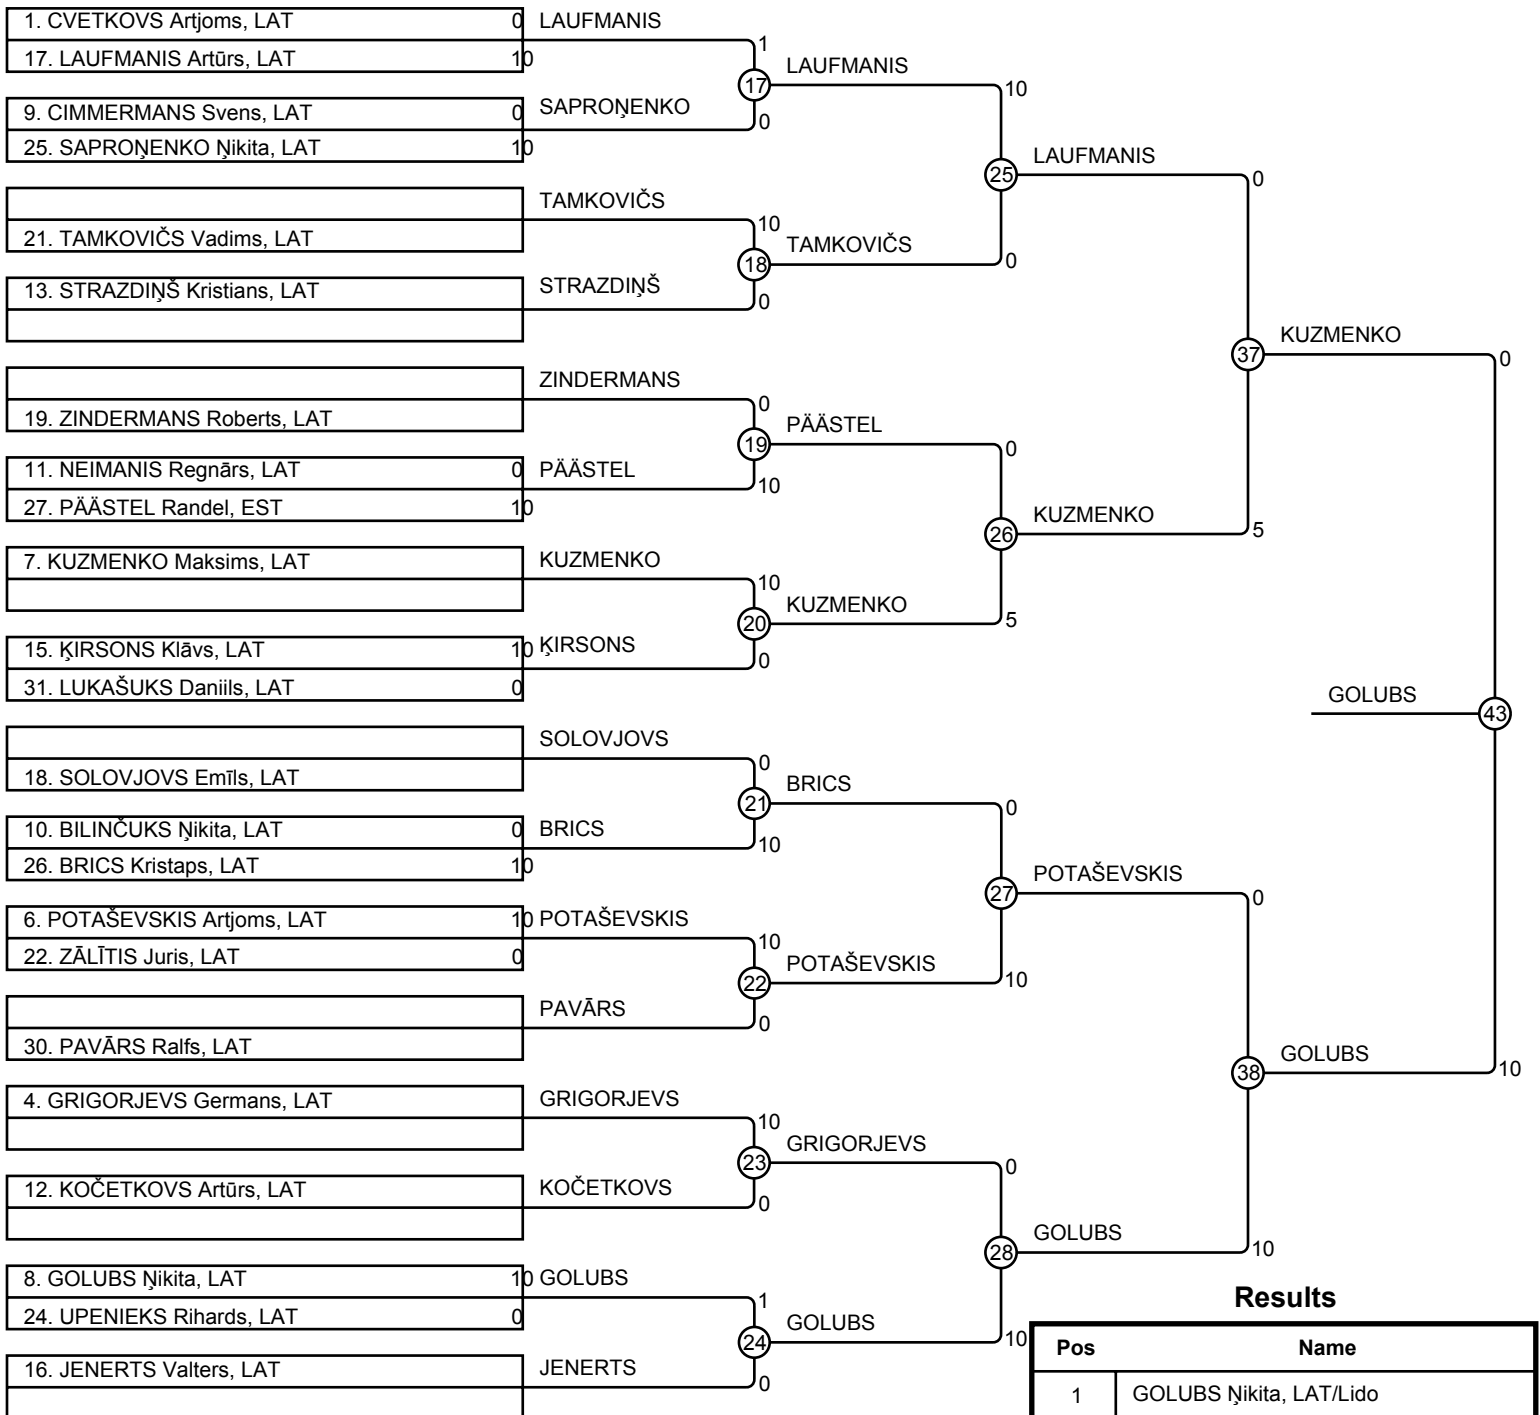 1. CVETKOVS Artjoms, LAT 0 LAUFMANIS
1
17. LAUFMANIS Artūrs, LAT 10
LAUFMANIS
17
10
9. CIMMERMANS Svens, LAT 0 SAPROŅENKO
0
25. SAPROŅENKO Ņikita, LAT 10
LAUFMANIS
25
0
TAMKOVIČS
10
21. TAMKOVIČS Vadims, LAT
TAMKOVIČS
18
0
13. STRAZDIŅŠ Kristians, LAT STRAZDIŅŠ
0
KUZMENKO
37
0
ZINDERMANS
0
19. ZINDERMANS Roberts, LAT
PÄÄSTEL
19
0
11. NEIMANIS Regnārs, LAT 0 PÄÄSTEL
10
27. PÄÄSTEL Randel, EST 10
KUZMENKO
26
5
7. KUZMENKO Maksims, LAT KUZMENKO
10
KUZMENKO
20
5
15. ĶIRSONS Klāvs, LAT 10 ĶIRSONS
0
31. LUKAŠUKS Daniils, LAT 0
GOLUBS
43
SOLOVJOVS
0
18. SOLOVJOVS Emīls, LAT
BRICS
21
0
10. BILINČUKS Ņikita, LAT 0 BRICS
10
26. BRICS Kristaps, LAT 10
POTAŠEVSKIS
27
0
6. POTAŠEVSKIS Artjoms, LAT 10 POTAŠEVSKIS
10
22. ZĀLĪTIS Juris, LAT 0
POTAŠEVSKIS
22
10
PAVĀRS
0
30. PAVĀRS Ralfs, LAT
GOLUBS
38
10
4. GRIGORJEVS Germans, LAT GRIGORJEVS
10
GRIGORJEVS
23
0
12. KOČETKOVS Artūrs, LAT KOČETKOVS
0
GOLUBS
28
10
8. GOLUBS Ņikita, LAT 10 GOLUBS
1
24. UPENIEKS Rihards, LAT 0
GOLUBS
24
10
16. JENERTS Valters, LAT JENERTS
0
Results
Pos Name
1 GOLUBS Ņikita, LAT/Lido